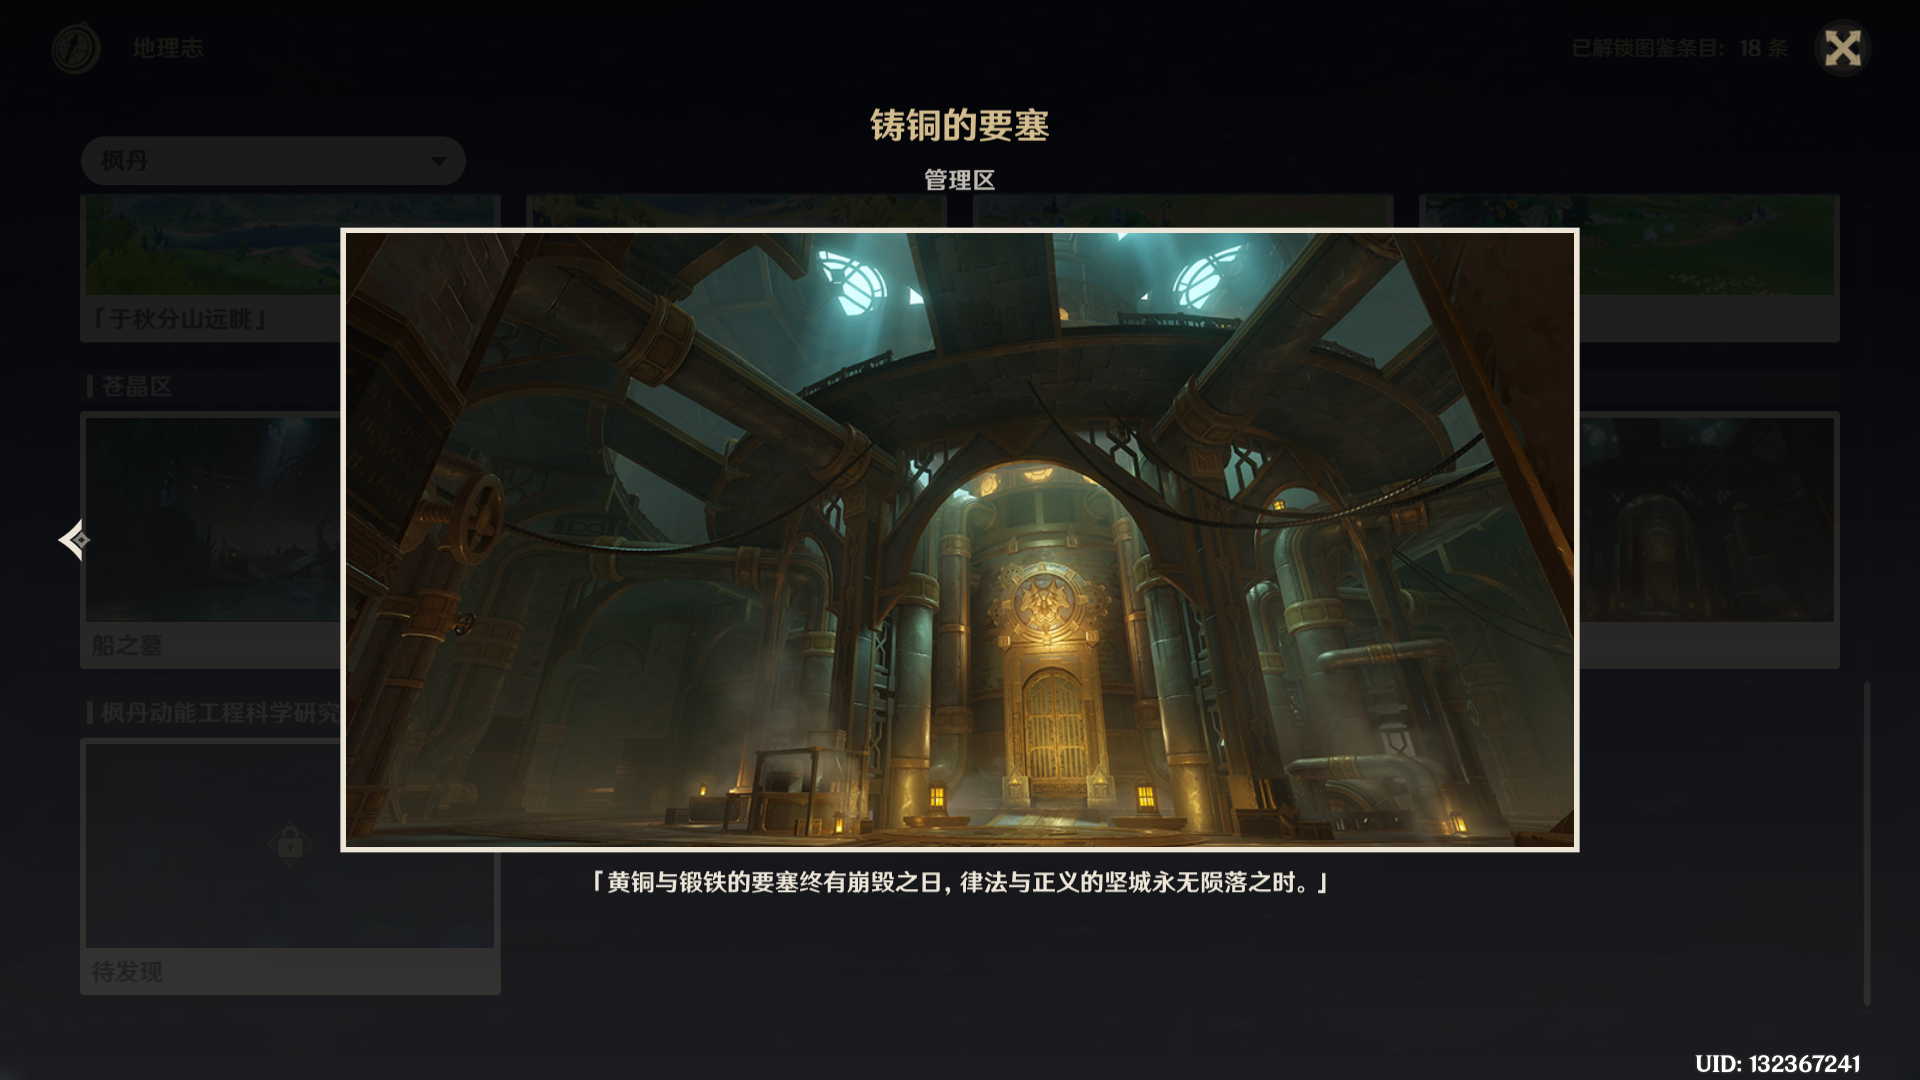 地理志
已解锁图鉴条目: 18 条
铸铜的要塞
管理区
枫丹
「于秋分山远眺」
苍晶区
船之墓
枫丹动能工程科学研究
待发现
「黄铜与锻铁的要塞终有崩毁之日, 律法与正义的坚城永无陨落之时。」
UID: 132367241